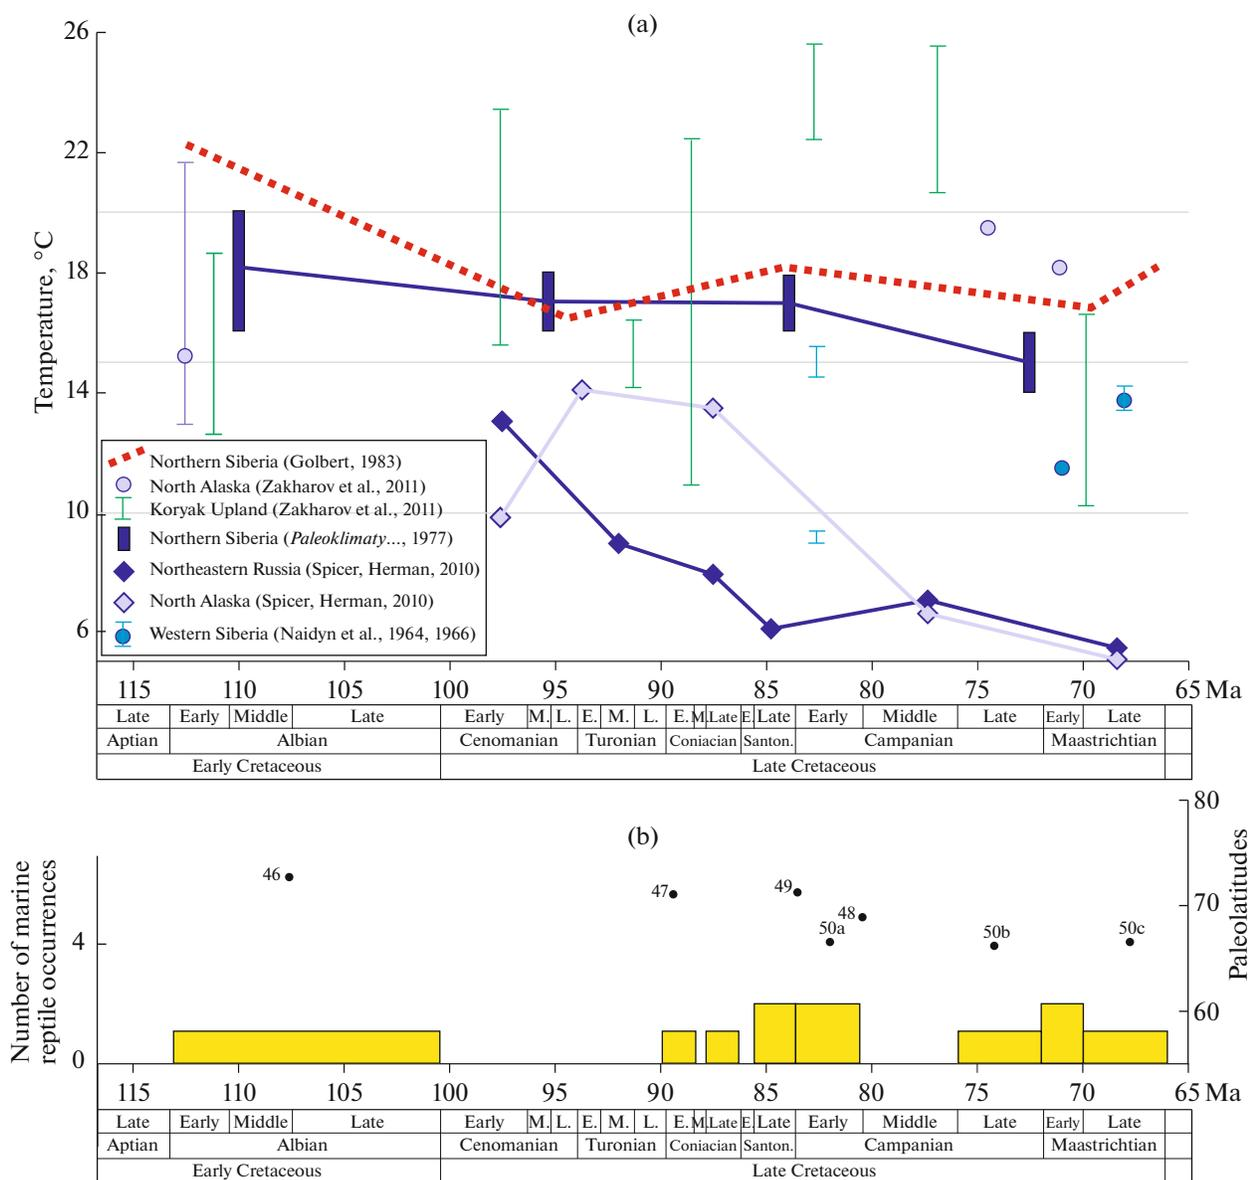 (a)
26
22
18
14
10
6
Temperature, °C
Northern Siberia (Golbert, 1983)
North Alaska (Zakharov et al., 2011)
Koryak Upland (Zakharov et al., 2011)
Northern Siberia (Paleoklimaty..., 1977)
Northeastern Russia (Spicer, Herman, 2010)
North Alaska (Spicer, Herman, 2010)
Western Siberia (Naidyn et al., 1964, 1966)
115 110 105 100 95 90 85 80 75 70 65 Ma
Late Early Middle Late Early M. L. E. M. L. E. M. Late E. Late Early Middle Late Early Late
Aptian Albian Cenomanian Turonian Coniacian Santon. Campanian Maastrichtian
Early Cretaceous Late Cretaceous
(b)
Number of marine
reptile occurrences
4
0
80
70
60
Paleolatitudes
46
47
49
48
50a
50b
50c
115 110 105 100 95 90 85 80 75 70 65 Ma
Late Early Middle Late Early M. L. E. M. L. E. M. Late E. Late Early Middle Late Early Late
Aptian Albian Cenomanian Turonian Coniacian Santon. Campanian Maastrichtian
Early Cretaceous Late Cretaceous